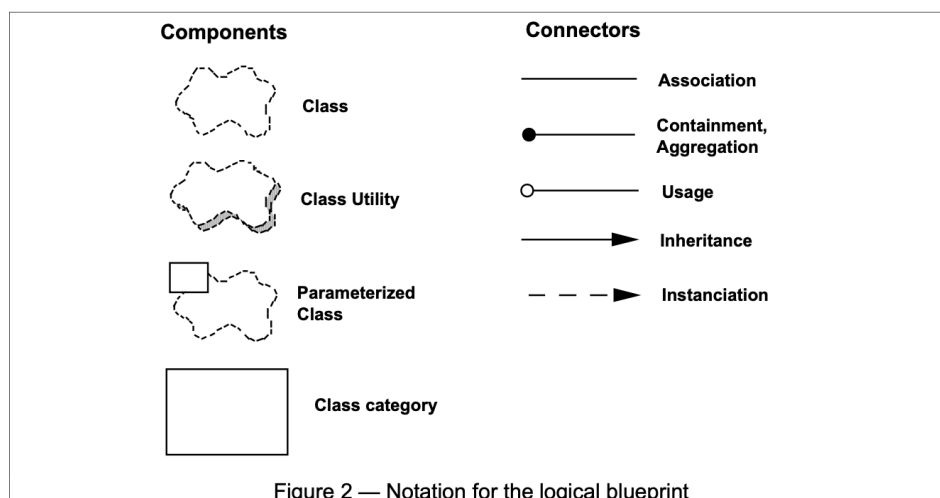 Components
Class
Class Utility
Parameterized
Class
Class category
Connectors
Association
Containment,
Aggregation
Usage
Inheritance
Instanciation
Figure 2 — Notation for the logical blueprint